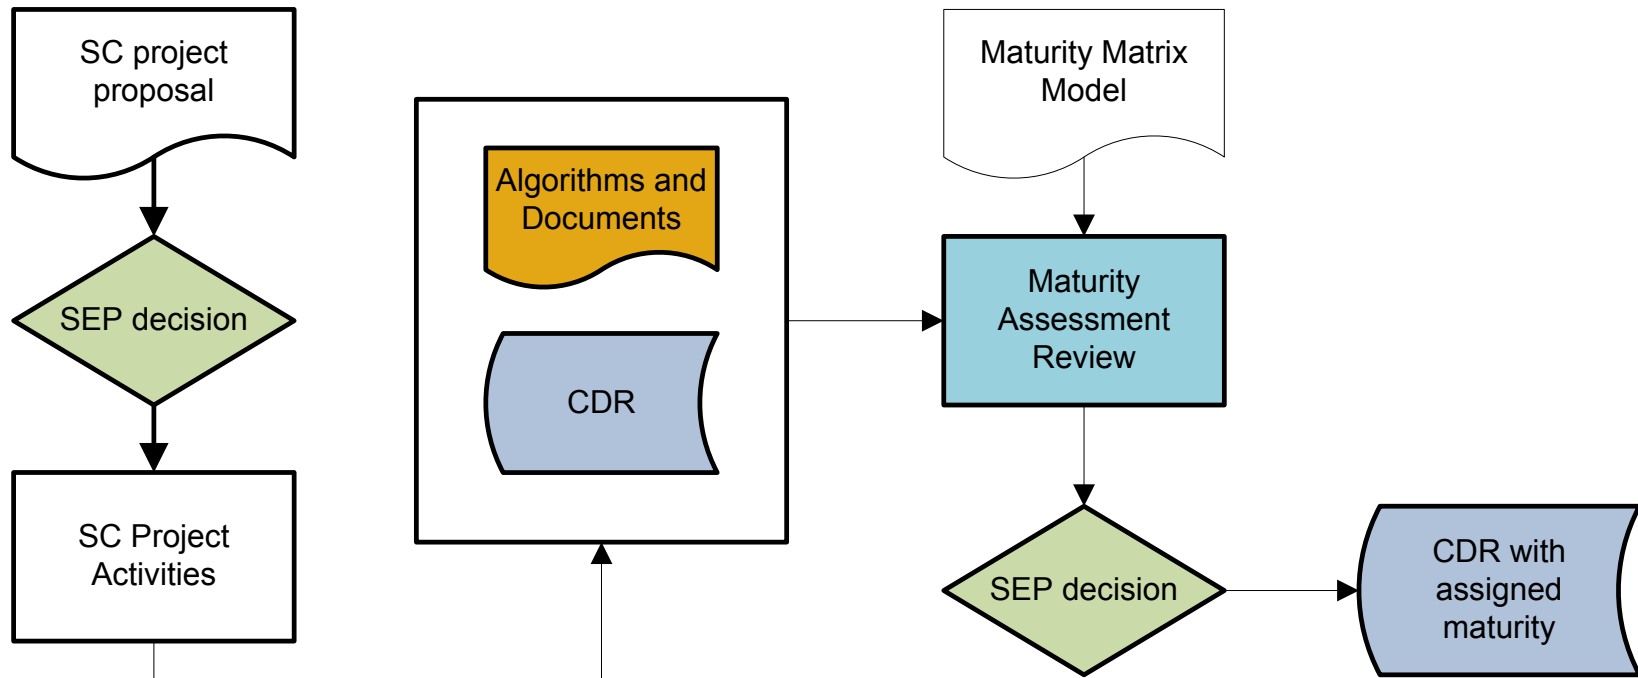 SC project
proposal
SEP decision
SC Project
Activities
Algorithms and
Documents
CDR
Maturity Matrix
Model
Maturity
Assessment
Review
SEP decision
CDR with
assigned
maturity